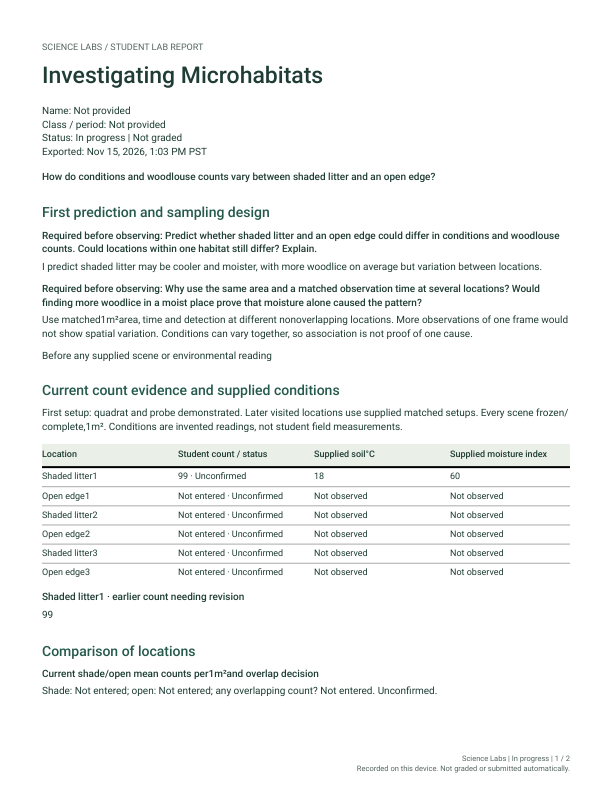 SCIENCE LABS / STUDENT LAB REPORT
Investigating Microhabitats
Name: Not provided
Class / period: Not provided
Status: In progress | Not graded
Exported: Nov 15, 2026, 1:03 PM PST
How do conditions and woodlouse counts vary between shaded litter and an open edge?
First prediction and sampling design
Required before observing: Predict whether shaded litter and an open edge could differ in conditions and woodlouse
counts. Could locations within one habitat still differ? Explain.
I predict shaded litter may be cooler and moister, with more woodlice on average but variation between locations.
Required before observing: Why use the same area and a matched observation time at several locations? Would
finding more woodlice in a moist place prove that moisture alone caused the pattern?
Use matched1m²area, time and detection at different nonoverlapping locations. More observations of one frame would
not show spatial variation. Conditions can vary together, so association is not proof of one cause.
Before any supplied scene or environmental reading
Current count evidence and supplied conditions
First setup: quadrat and probe demonstrated. Later visited locations use supplied matched setups. Every scene frozen/
complete,1m². Conditions are invented readings, not student field measurements.
Location Student count / status Supplied soil°C Supplied moisture index
Shaded litter1 99 · Unconfirmed 18 60
Open edge1 Not entered · Unconfirmed Not observed Not observed
Shaded litter2 Not entered · Unconfirmed Not observed Not observed
Open edge2 Not entered · Unconfirmed Not observed Not observed
Shaded litter3 Not entered · Unconfirmed Not observed Not observed
Open edge3 Not entered · Unconfirmed Not observed Not observed
Shaded litter1 · earlier count needing revision
99
Comparison of locations
Current shade/open mean counts per1m²and overlap decision
Shade: Not entered; open: Not entered; any overlapping count? Not entered. Unconfirmed.
Science Labs | In progress | 1 / 2
Recorded on this device. Not graded or submitted automatically.